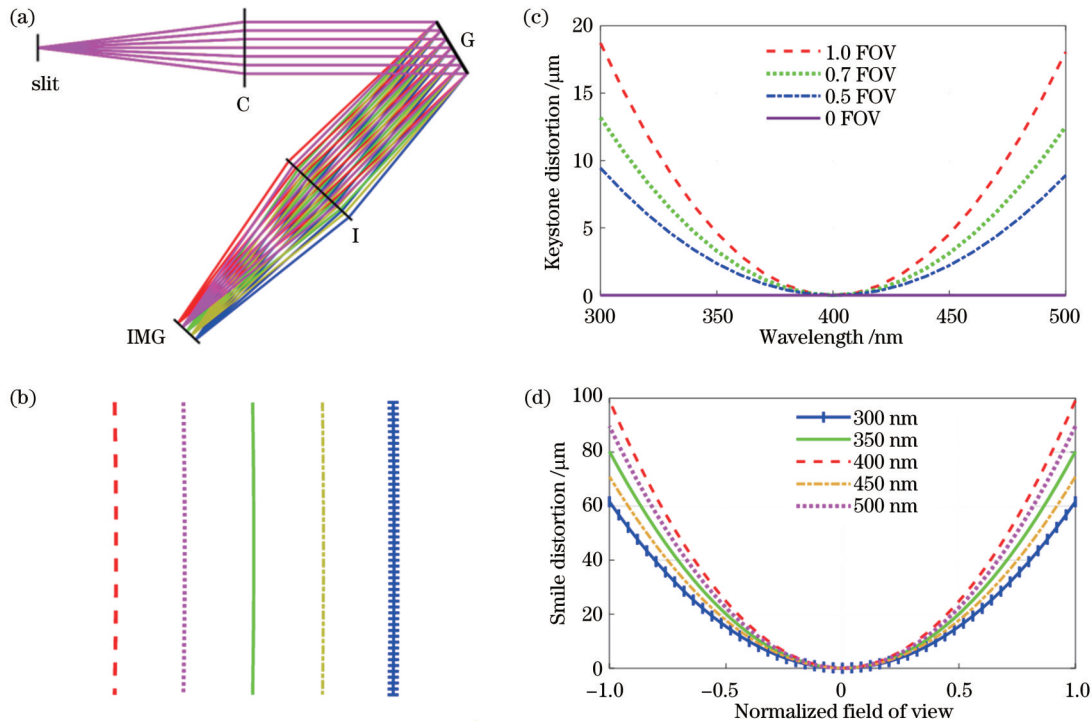 (a)
slit
C
G
I
IMG
(b)
(c)
Keystone distortion /μm
20
15
10
5
0
300
350
400
450
500
Wavelength /nm
1.0 FOV
0.7 FOV
0.5 FOV
0 FOV
(d)
Smile distortion /μm
100
80
60
40
20
0
-1.0
-0.5
0
0.5
1.0
Normalized field of view
300 nm
350 nm
400 nm
450 nm
500 nm